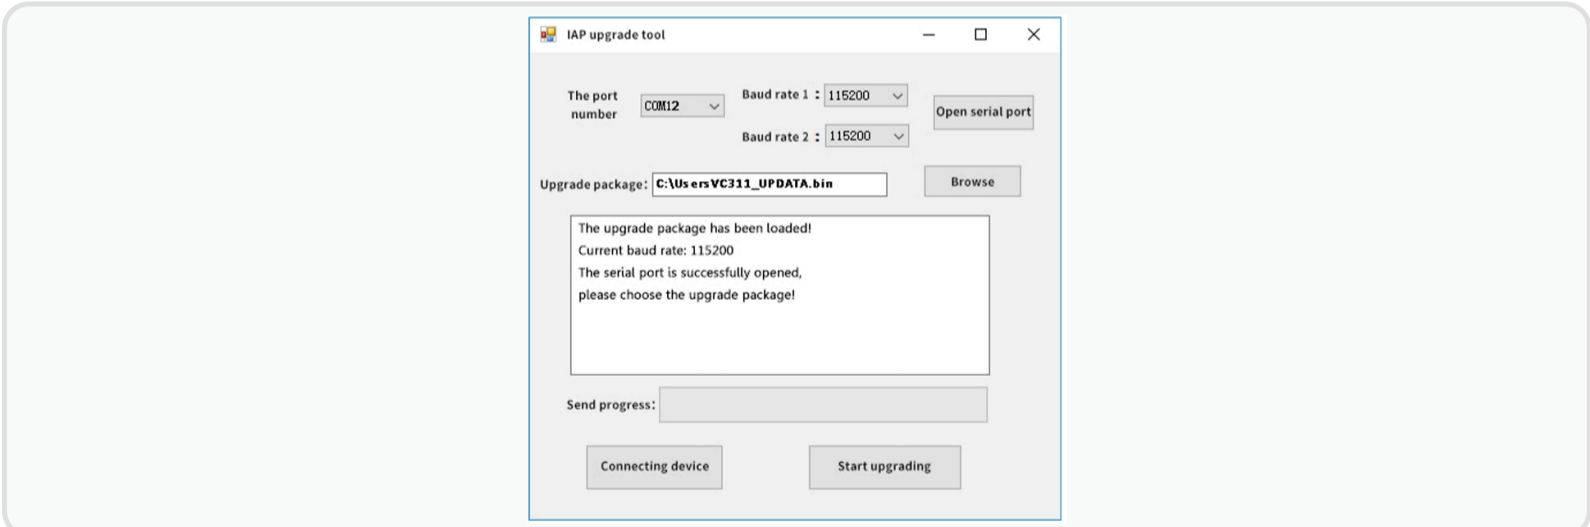 IAP upgrade tool
The port number
COM12
Baud rate 1 : 115200
Open serial port
Baud rate 2 : 115200
Upgrade package: C:\UsersVC311_UPDATA.bin
Browse
The upgrade package has been loaded!
Current baud rate: 115200
The serial port is successfully opened,
please choose the upgrade package!
Send progress:
Connecting device
Start upgrading